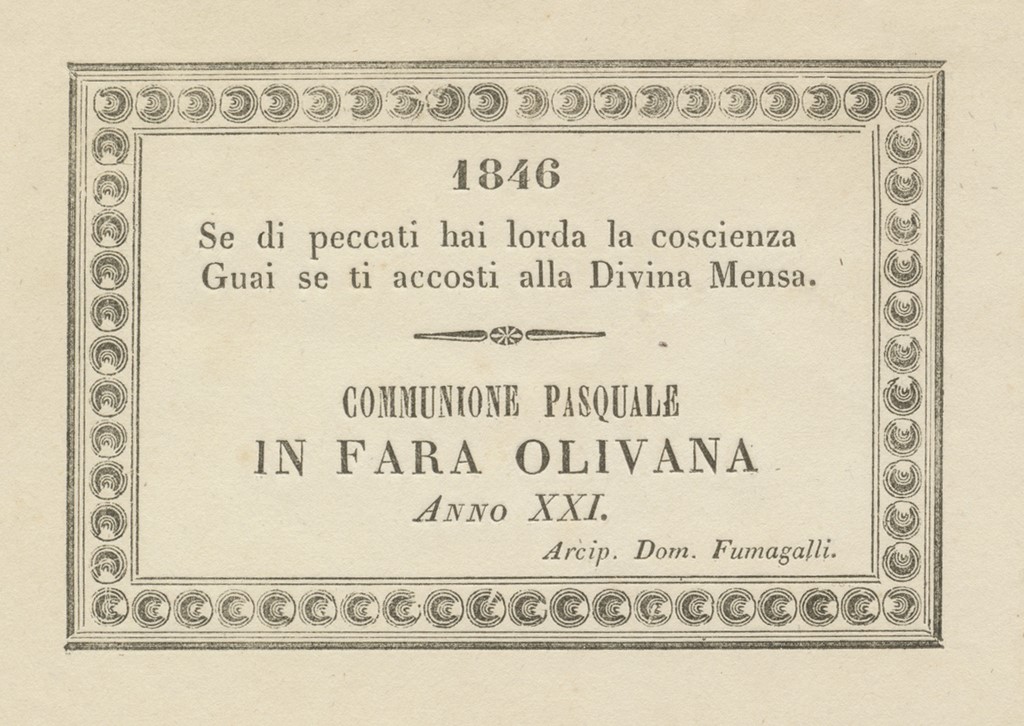 1846
Se di peccati hai lorda la coscienza
Guai se ti accosti alla Divina Mensa.
COMMUNIONE PASQUALE
IN FARA OLIVANA
ANNO XXI.
Arcip. Dom. Fumagalli.